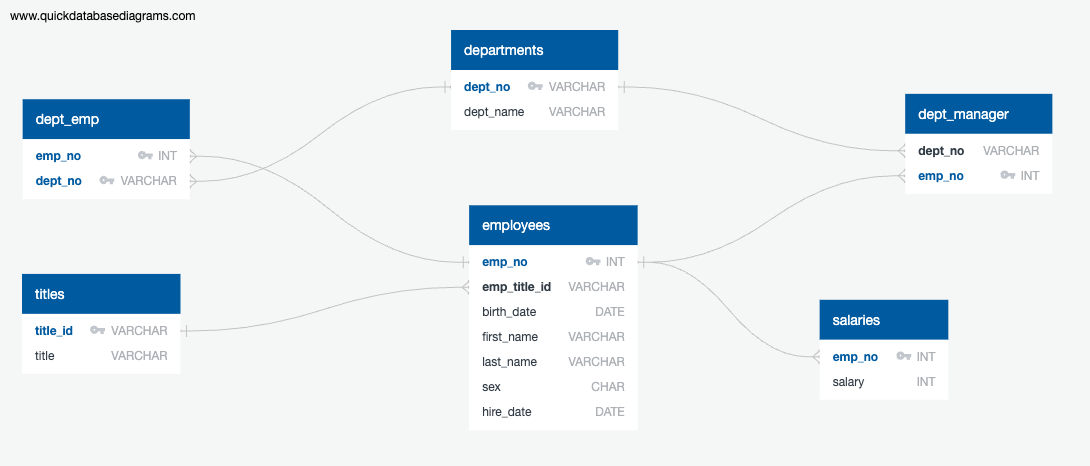 www.quickdatabasediagrams.com
departments
dept_no VARCHAR
dept_name VARCHAR
dept_emp
emp_no INT
dept_no VARCHAR
dept_manager
dept_no VARCHAR
emp_no INT
employees
emp_no INT
emp_title_id VARCHAR
birth_date DATE
first_name VARCHAR
last_name VARCHAR
sex CHAR
hire_date DATE
titles
title_id VARCHAR
title VARCHAR
salaries
emp_no INT
salary INT